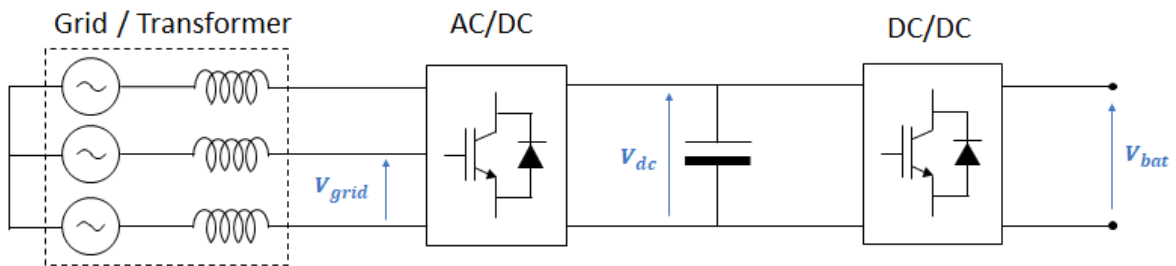 Grid / Transformer
AC/DC
DC/DC
V_grid
V_dc
V_bat